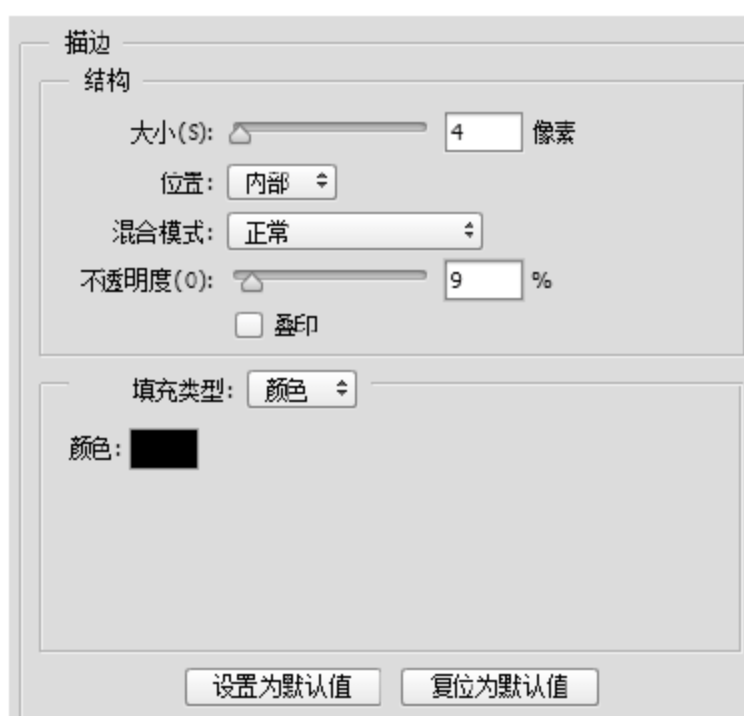 描边
结构
大小(S): 4 像素
位置: 内部
混合模式: 正常
不透明度(O): 9 %
叠印
填充类型: 颜色
颜色:
设置为默认值 复位为默认值